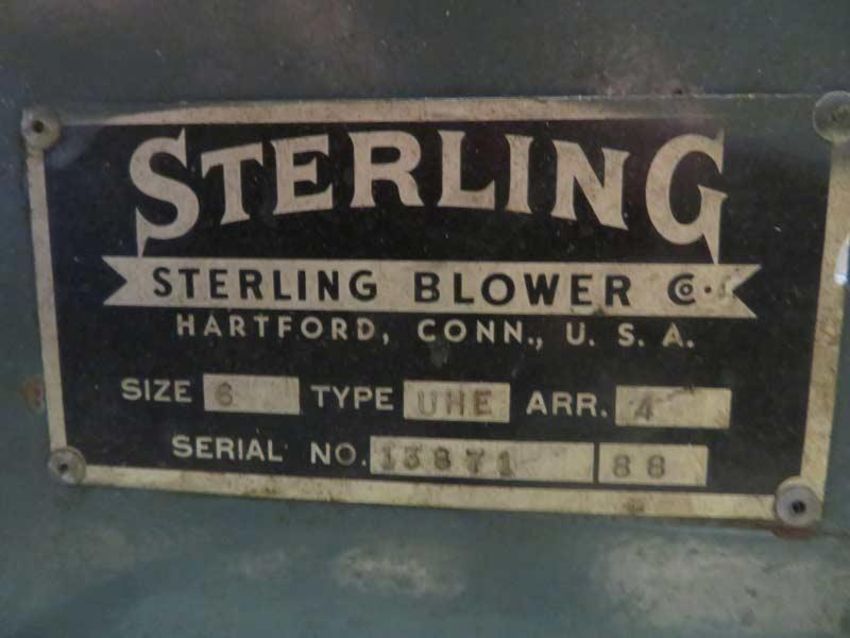 STERLING
STERLING BLOWER CO.
HARTFORD, CONN., U. S. A.
SIZE 6 TYPE UHE ARR. 4
SERIAL NO. 13871 88